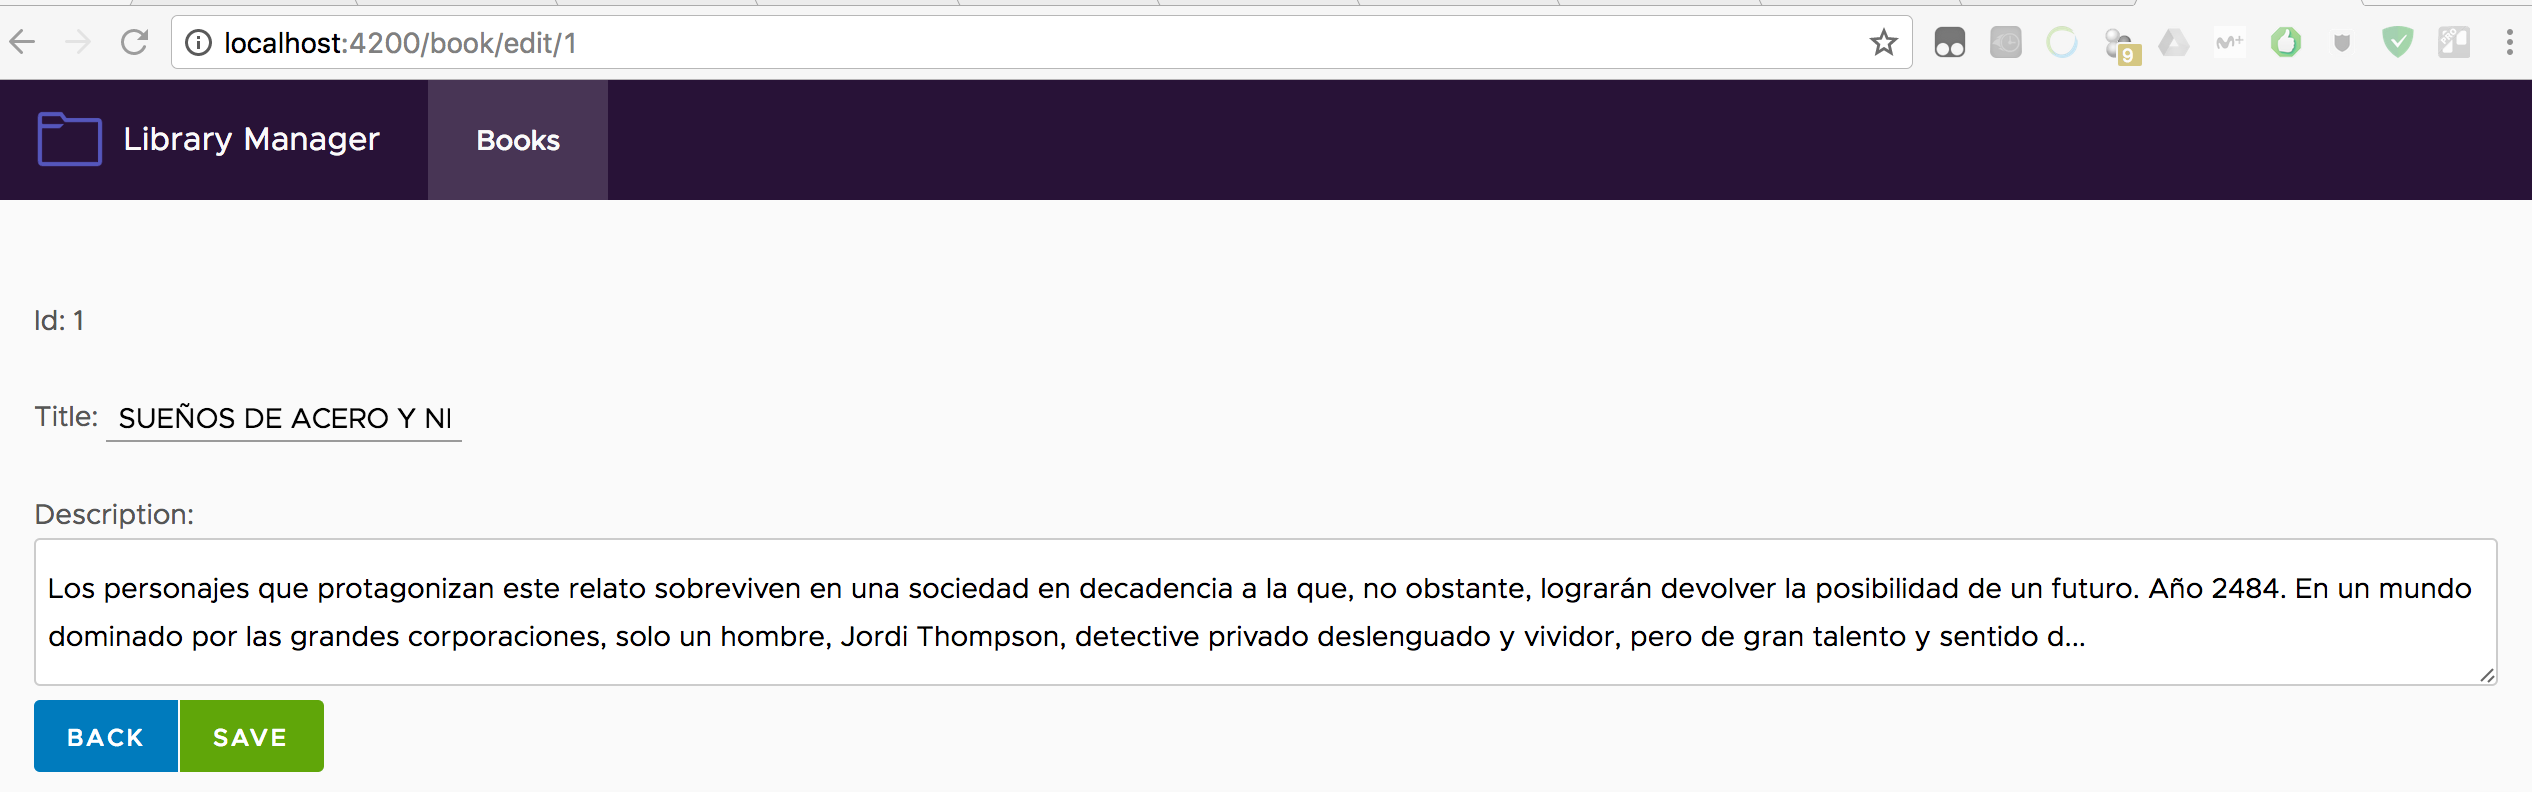 localhost:4200/book/edit/1
9
PRO
Library Manager
Books
Id: 1
Title: SUEÑOS DE ACERO Y NI
Description:
Los personajes que protagonizan este relato sobreviven en una sociedad en decadencia a la que, no obstante, lograrán devolver la posibilidad de un futuro. Año 2484. En un mundo
dominado por las grandes corporaciones, solo un hombre, Jordi Thompson, detective privado deslenguado y vividor, pero de gran talento y sentido d...
BACK
SAVE